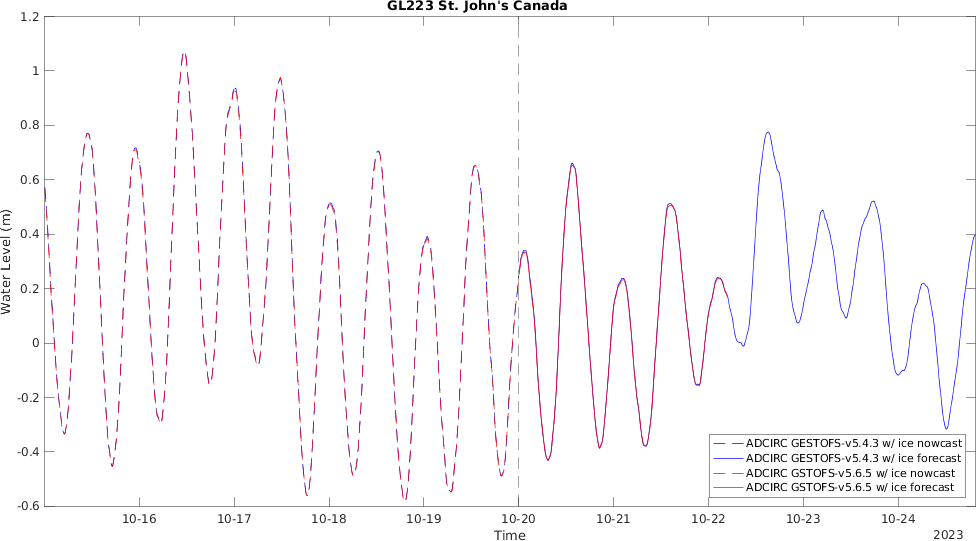 GL223 St. John's Canada
1.2
1
0.8
0.6
0.4
0.2
0
-0.2
-0.4
-0.6
Water Level (m)
10-16 10-17 10-18 10-19 10-20 10-21 10-22 10-23 10-24
Time
2023
ADCIRC GESTOFS-v5.4.3 w/ ice nowcast
ADCIRC GESTOFS-v5.4.3 w/ ice forecast
ADCIRC GSTOFS-v5.6.5 w/ ice nowcast
ADCIRC GSTOFS-v5.6.5 w/ ice forecast